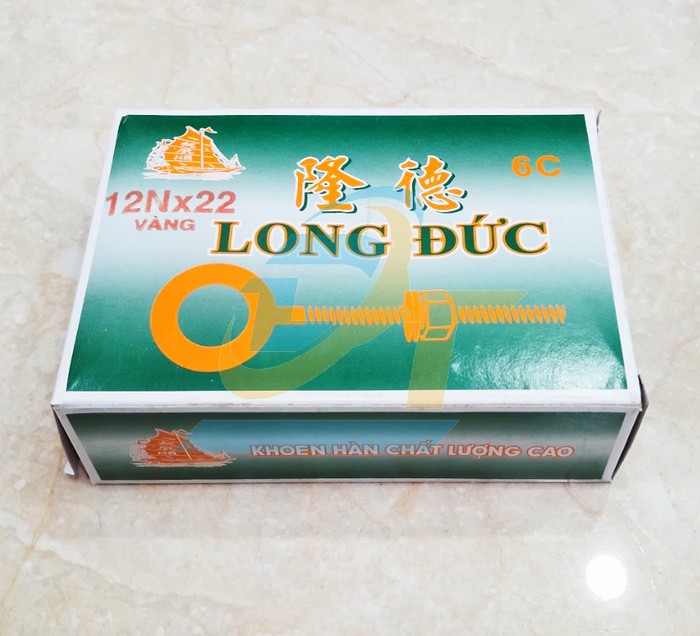 隆德
6C
12Nx22
VÀNG
LONG ĐỨC
KHOEN HÀN CHẤT LƯỢNG CAO